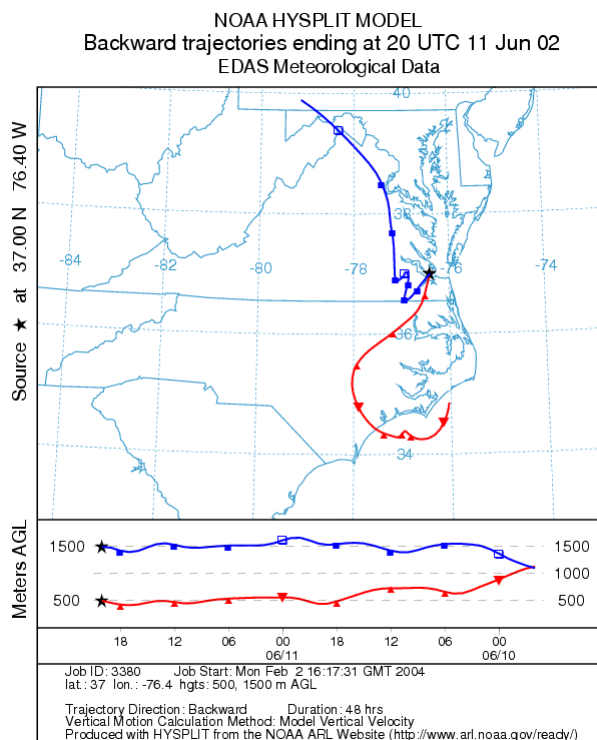 NOAA HYSPLIT MODEL
Backward trajectories ending at 20 UTC 11 Jun 02
EDAS Meteorological Data
Source ★ at 37.00 N 76.40 W
40
38
-84
-82
-80
-78
-76
-74
36
34
Meters AGL
1500
1500
1000
500
500
18
12
06
00
18
12
06
00
06/11
06/10
Job ID: 3380 Job Start: Mon Feb 2 16:17:31 GMT 2004
lat.: 37 lon.: -76.4 hgts: 500, 1500 m AGL
Trajectory Direction: Backward Duration: 48 hrs
Vertical Motion Calculation Method: Model Vertical Velocity
Produced with HYSPLIT from the NOAA ARL Website (http://www.arl.noaa.gov/ready/)